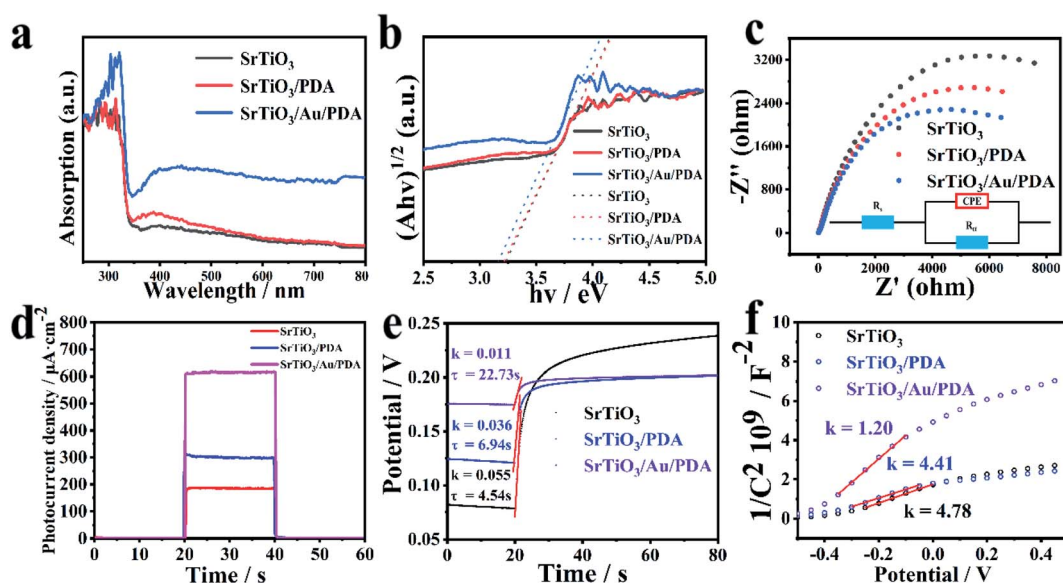 a
SrTiO3
SrTiO3/PDA
SrTiO3/Au/PDA
Absorption (a.u.)
300 400 500 600 700 80
Wavelength / nm
b
(Ahv)1/2 (a.u.)
SrTiO3
SrTiO3/PDA
SrTiO3/Au/PDA
SrTiO3
SrTiO3/PDA
SrTiO3/Au/PDA
2.5 3.0 3.5 4.0 4.5 5.0
hv / eV
c
-Z'' (ohm)
3200
2400
1600
800
0
SrTiO3
SrTiO3/PDA
SrTiO3/Au/PDA
Rs
CPE
0 2000 4000 6000 8000
Z' (ohm)
d
Photocurrent density / μA·cm-2
800
700
600
500
400
300
200
100
0
SrTiO3
SrTiO3/PDA
SrTiO3/Au/PDA
0 10 20 30 40 50 60
Time / s
e
Potential / V
0.25
0.20
0.15
0.10
0.05
k = 0.011
τ = 22.73s
k = 0.036
τ = 6.94s
k = 0.055
τ = 4.54s
SrTiO3
SrTiO3/PDA
SrTiO3/Au/PDA
0 20 40 60 80
Time / s
f
1/C2 109 / F-2
10
8
6
4
2
0
SrTiO3
SrTiO3/PDA
SrTiO3/Au/PDA
k = 1.20
k = 4.41
k = 4.78
-0.4 -0.2 0.0 0.2 0.4
Potential / V